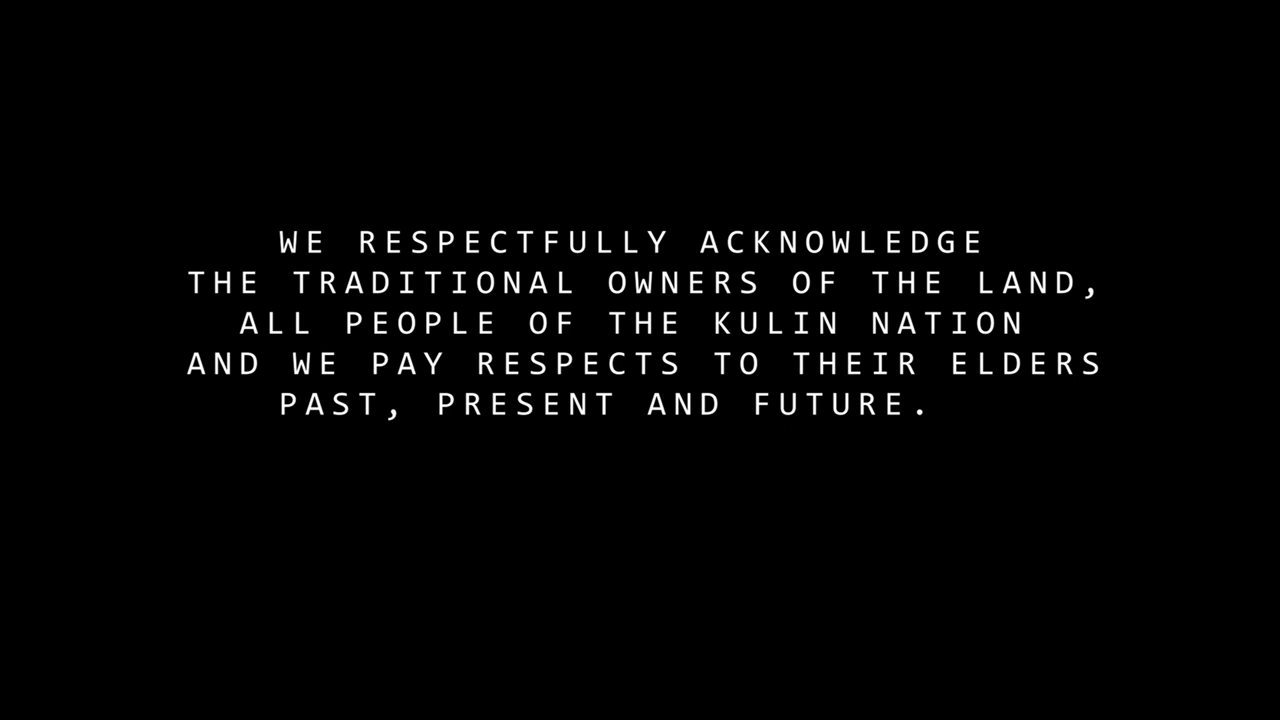 WE RESPECTFULLY ACKNOWLEDGE
THE TRADITIONAL OWNERS OF THE LAND,
ALL PEOPLE OF THE KULIN NATION
AND WE PAY RESPECTS TO THEIR ELDERS
PAST, PRESENT AND FUTURE.